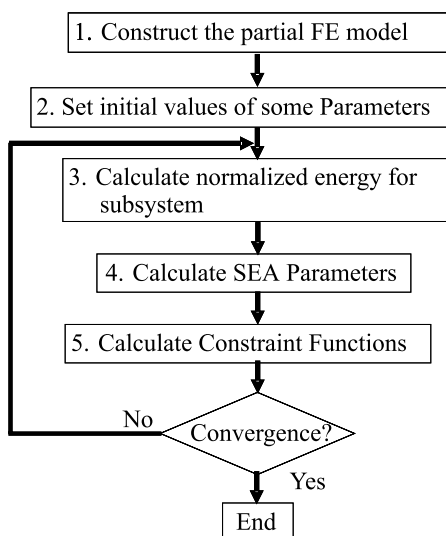 1. Construct the partial FE model
2. Set initial values of some Parameters
3. Calculate normalized energy for
subsystem
4. Calculate SEA Parameters
5. Calculate Constraint Functions
No
Convergence?
Yes
End